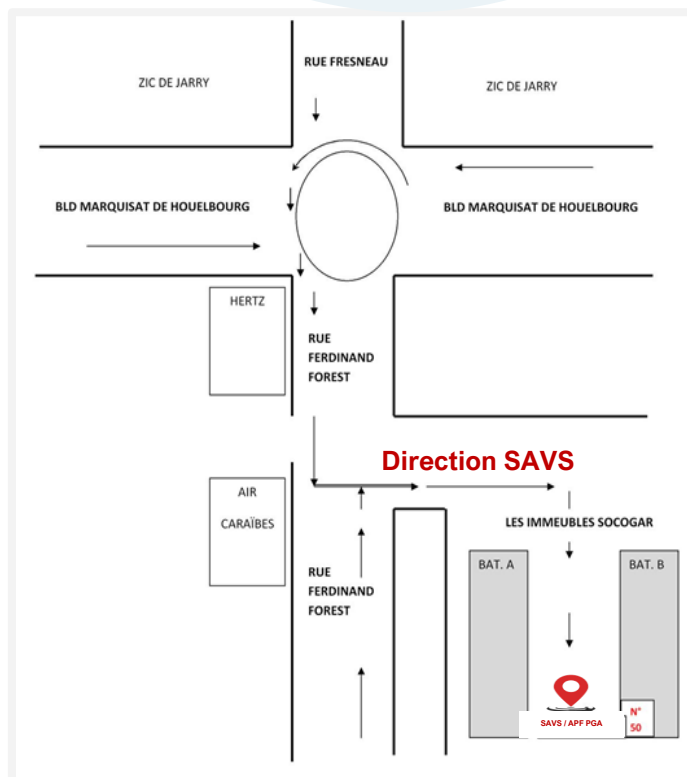 RUE FRESNEAU
ZIC DE JARRY
ZIC DE JARRY
BLD MARQUISAT DE HOUELBOURG
BLD MARQUISAT DE HOUELBOURG
HERTZ
RUE
FERDINAND
FOREST
Direction SAVS
AIR
CARAÏBES
LES IMMEUBLES SOCOGAR
RUE
FERDINAND
FOREST
BAT. A
BAT. B
N°
50
SAVS / APF PGA